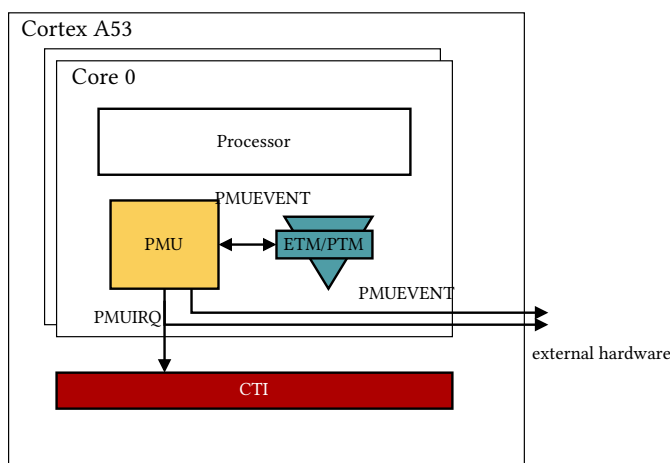 Cortex A53
Core 0
Processor
PMUEVENT
PMU
ETM/PTM
PMUEVENT
PMUIRQ
external hardware
CTI